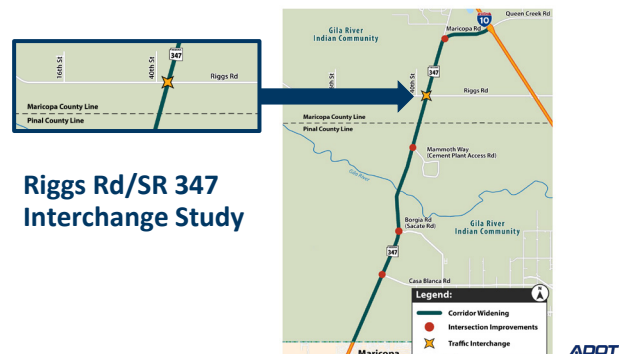 16th St
40th St
347
Riggs Rd
Maricopa County Line
Pinal County Line
Riggs Rd/SR 347
Interchange Study
Queen Creek Rd
10
Maricopa Rd
Gila River
Indian Community
347
40th St
Riggs Rd
Maricopa County Line
Pinal County Line
Mammoth Way
(Cement Plant Access Rd)
Gila River
Borgia Rd
(Sacate Rd)
Gila River
Indian Community
347
Casa Blanca Rd
Legend:
N
Corridor Widening
Intersection Improvements
Traffic Interchange
Maricopa
ADOT